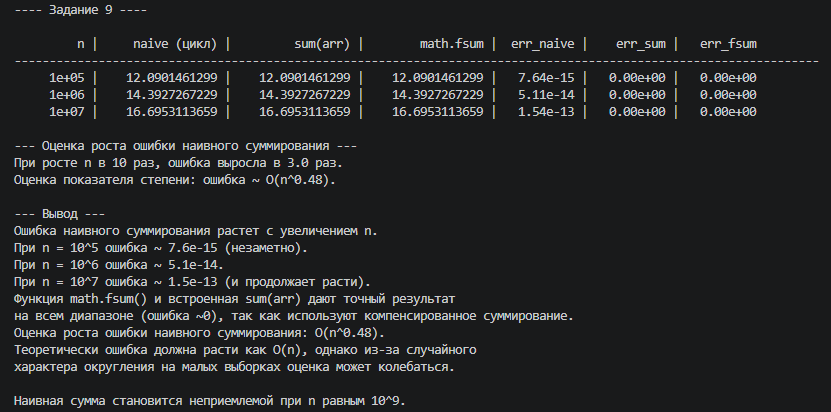 ---- Задание 9 ----
n | naive (цикл) | sum(arr) | math.fsum | err_naive | err_sum | err_fsum
--------------------------------------------------------------------------------------------------------------
1e+05 | 12.0901461299 | 12.0901461299 | 12.0901461299 | 7.64e-15 | 0.00e+00 | 0.00e+00
1e+06 | 14.3927267229 | 14.3927267229 | 14.3927267229 | 5.11e-14 | 0.00e+00 | 0.00e+00
1e+07 | 16.6953113659 | 16.6953113659 | 16.6953113659 | 1.54e-13 | 0.00e+00 | 0.00e+00
--- Оценка роста ошибки наивного суммирования ---
При росте n в 10 раз, ошибка выросла в 3.0 раз.
Оценка показателя степени: ошибка ~ O(n^0.48).
--- Вывод ---
Ошибка наивного суммирования растет с увеличением n.
При n = 10^5 ошибка ~ 7.6e-15 (незаметно).
При n = 10^6 ошибка ~ 5.1e-14.
При n = 10^7 ошибка ~ 1.5e-13 (и продолжает расти).
Функция math.fsum() и встроенная sum(arr) дают точный результат
на всем диапазоне (ошибка ~0), так как используют компенсированное суммирование.
Оценка роста ошибки наивного суммирования: O(n^0.48).
Теоретически ошибка должна расти как O(n), однако из-за случайного
характера округления на малых выборках оценка может колебаться.
Наивная сумма становится неприемлемой при n равным 10^9.